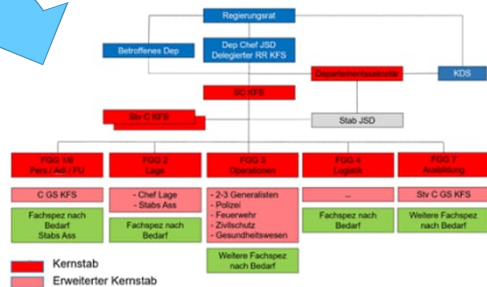 Regierungsrat
Betroffenes Dep
Dep Chef JSD
Delegierter RR KFS
Departementssekretär
KDS
SC KFS
Stv C KFS
Stab JSD
FGG 1/6
Pers / Adj / FU
FGG 2
Lage
FGG 3
Operationen
FGG 4
Logistik
FGG 7
Ausbildung
C GS KFS
- Chef Lage
- Stabs Ass
- 2-3 Generalisten
- Polizei
- Feuerwehr
- Zivilschutz
- Gesundheitswesen
...
Stv C GS KFS
Fachspez nach
Bedarf
Stabs Ass
Fachspez nach
Bedarf
Weitere Fachspez
nach Bedarf
Fachspez nach
Bedarf
Weitere Fachspez
nach Bedarf
Kernstab
Erweiterter Kernstab